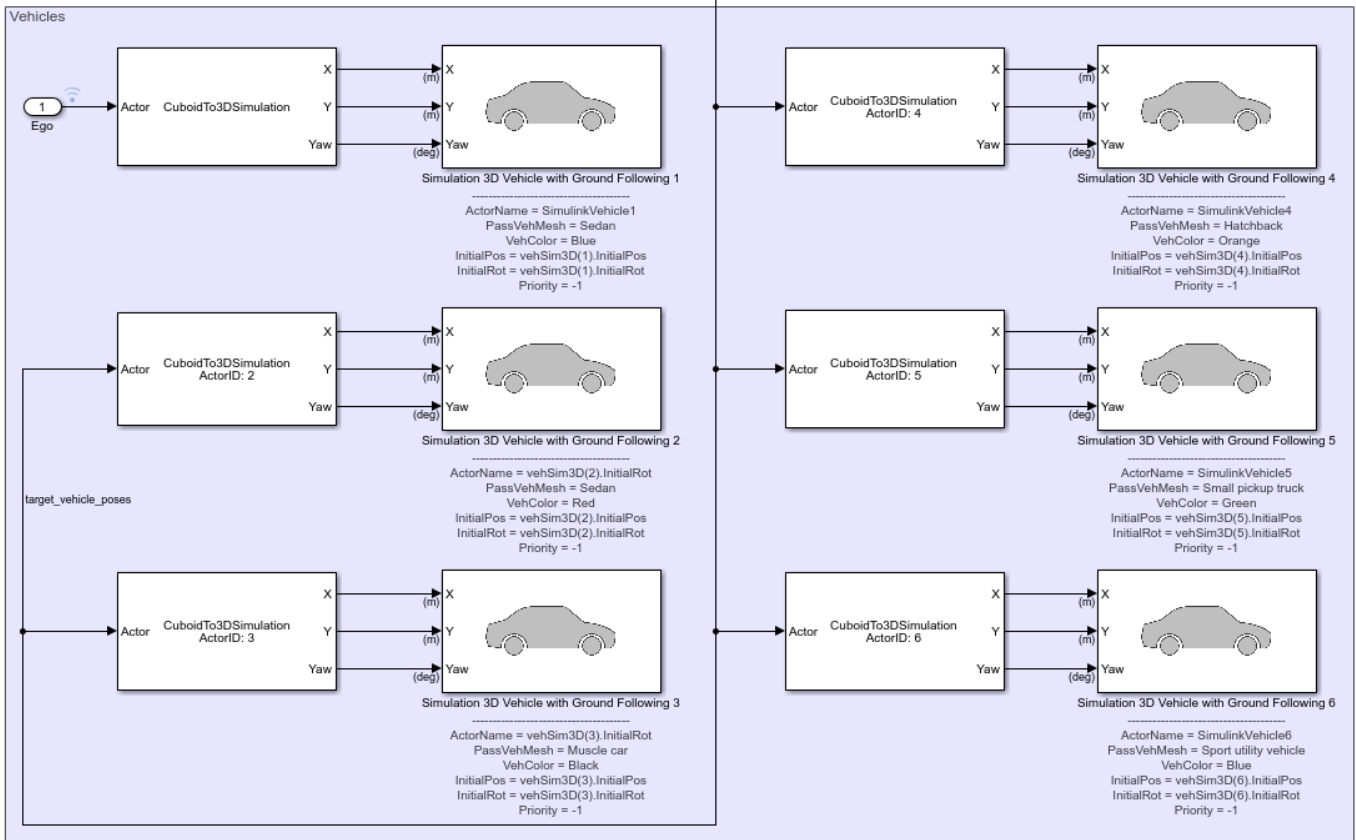 Vehicles
1
Ego
Actor
CuboidTo3DSimulation
X
Y
Yaw
(m)
(m)
(deg)
X
Y
Yaw
Simulation 3D Vehicle with Ground Following 1
---------------------------------------
ActorName = SimulinkVehicle1
PassVehMesh = Sedan
VehColor = Blue
InitialPos = vehSim3D(1).InitialPos
InitialRot = vehSim3D(1).InitialRot
Priority = -1
Actor
CuboidTo3DSimulation
ActorID: 2
X
Y
Yaw
(m)
(m)
(deg)
X
Y
Yaw
Simulation 3D Vehicle with Ground Following 2
---------------------------------------
ActorName = vehSim3D(2).InitialRot
PassVehMesh = Sedan
VehColor = Red
InitialPos = vehSim3D(2).InitialPos
InitialRot = vehSim3D(2).InitialRot
Priority = -1
target_vehicle_poses
Actor
CuboidTo3DSimulation
ActorID: 3
X
Y
Yaw
(m)
(m)
(deg)
X
Y
Yaw
Simulation 3D Vehicle with Ground Following 3
---------------------------------------
ActorName = vehSim3D(3).InitialRot
PassVehMesh = Muscle car
VehColor = Black
InitialPos = vehSim3D(3).InitialPos
InitialRot = vehSim3D(3).InitialRot
Priority = -1
Actor
CuboidTo3DSimulation
ActorID: 4
X
Y
Yaw
(m)
(m)
(deg)
X
Y
Yaw
Simulation 3D Vehicle with Ground Following 4
---------------------------------------
ActorName = SimulinkVehicle4
PassVehMesh = Hatchback
VehColor = Orange
InitialPos = vehSim3D(4).InitialPos
InitialRot = vehSim3D(4).InitialRot
Priority = -1
Actor
CuboidTo3DSimulation
ActorID: 5
X
Y
Yaw
(m)
(m)
(deg)
X
Y
Yaw
Simulation 3D Vehicle with Ground Following 5
---------------------------------------
ActorName = SimulinkVehicle5
PassVehMesh = Small pickup truck
VehColor = Green
InitialPos = vehSim3D(5).InitialPos
InitialRot = vehSim3D(5).InitialRot
Priority = -1
Actor
CuboidTo3DSimulation
ActorID: 6
X
Y
Yaw
(m)
(m)
(deg)
X
Y
Yaw
Simulation 3D Vehicle with Ground Following 6
---------------------------------------
ActorName = SimulinkVehicle6
PassVehMesh = Sport utility vehicle
VehColor = Blue
InitialPos = vehSim3D(6).InitialPos
InitialRot = vehSim3D(6).InitialRot
Priority = -1